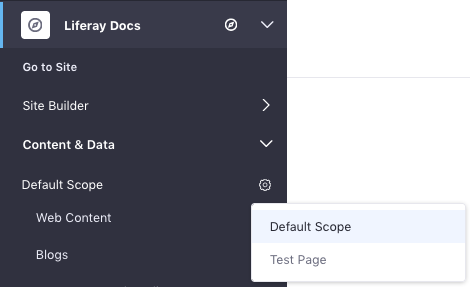 Liferay Docs
Go to Site
Site Builder
Content & Data
Default Scope
Web Content
Blogs
Default Scope
Test Page